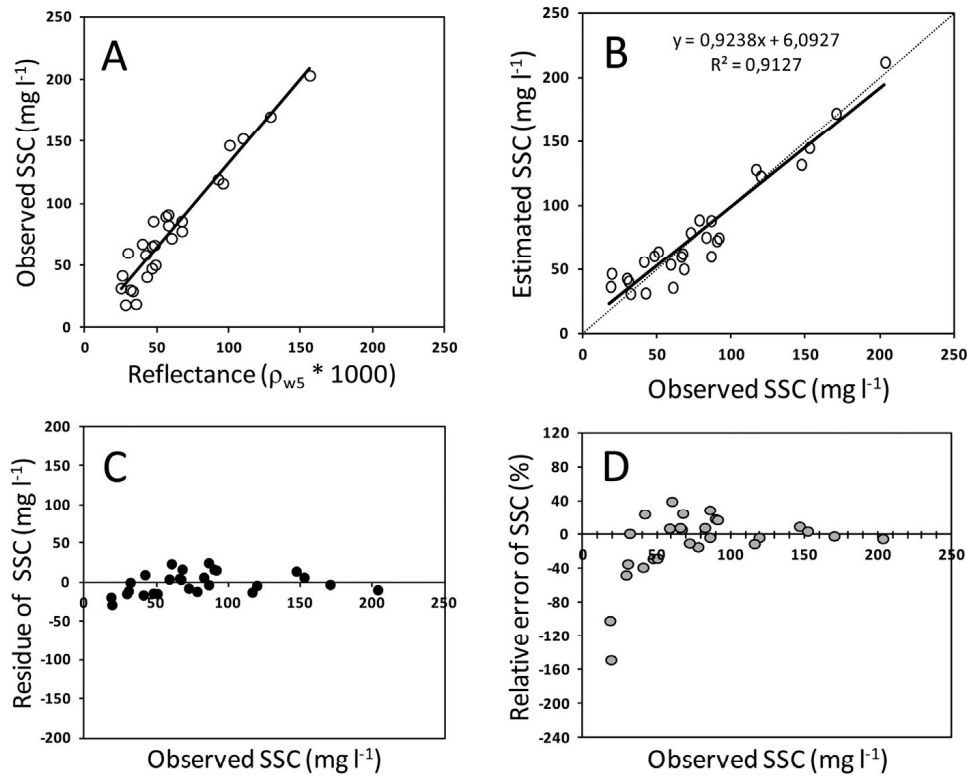 A
Observed SSC (mg l⁻¹)
250
200
150
100
50
0
0 50 100 150 200 250
Reflectance (ρw5 * 1000)
B
y = 0,9238x + 6,0927
R² = 0,9127
Estimated SSC (mg l⁻¹)
250
200
150
100
50
0
0 50 100 150 200 250
Observed SSC (mg l⁻¹)
C
Residue of SSC (mg l⁻¹)
200
150
100
50
0
-50
-100
-150
-200
0 50 100 150 200 250
Observed SSC (mg l⁻¹)
D
Relative error of SSC (%)
120
80
40
0
-40
-80
-120
-160
-200
-240
0 50 100 150 200 250
Observed SSC (mg l⁻¹)